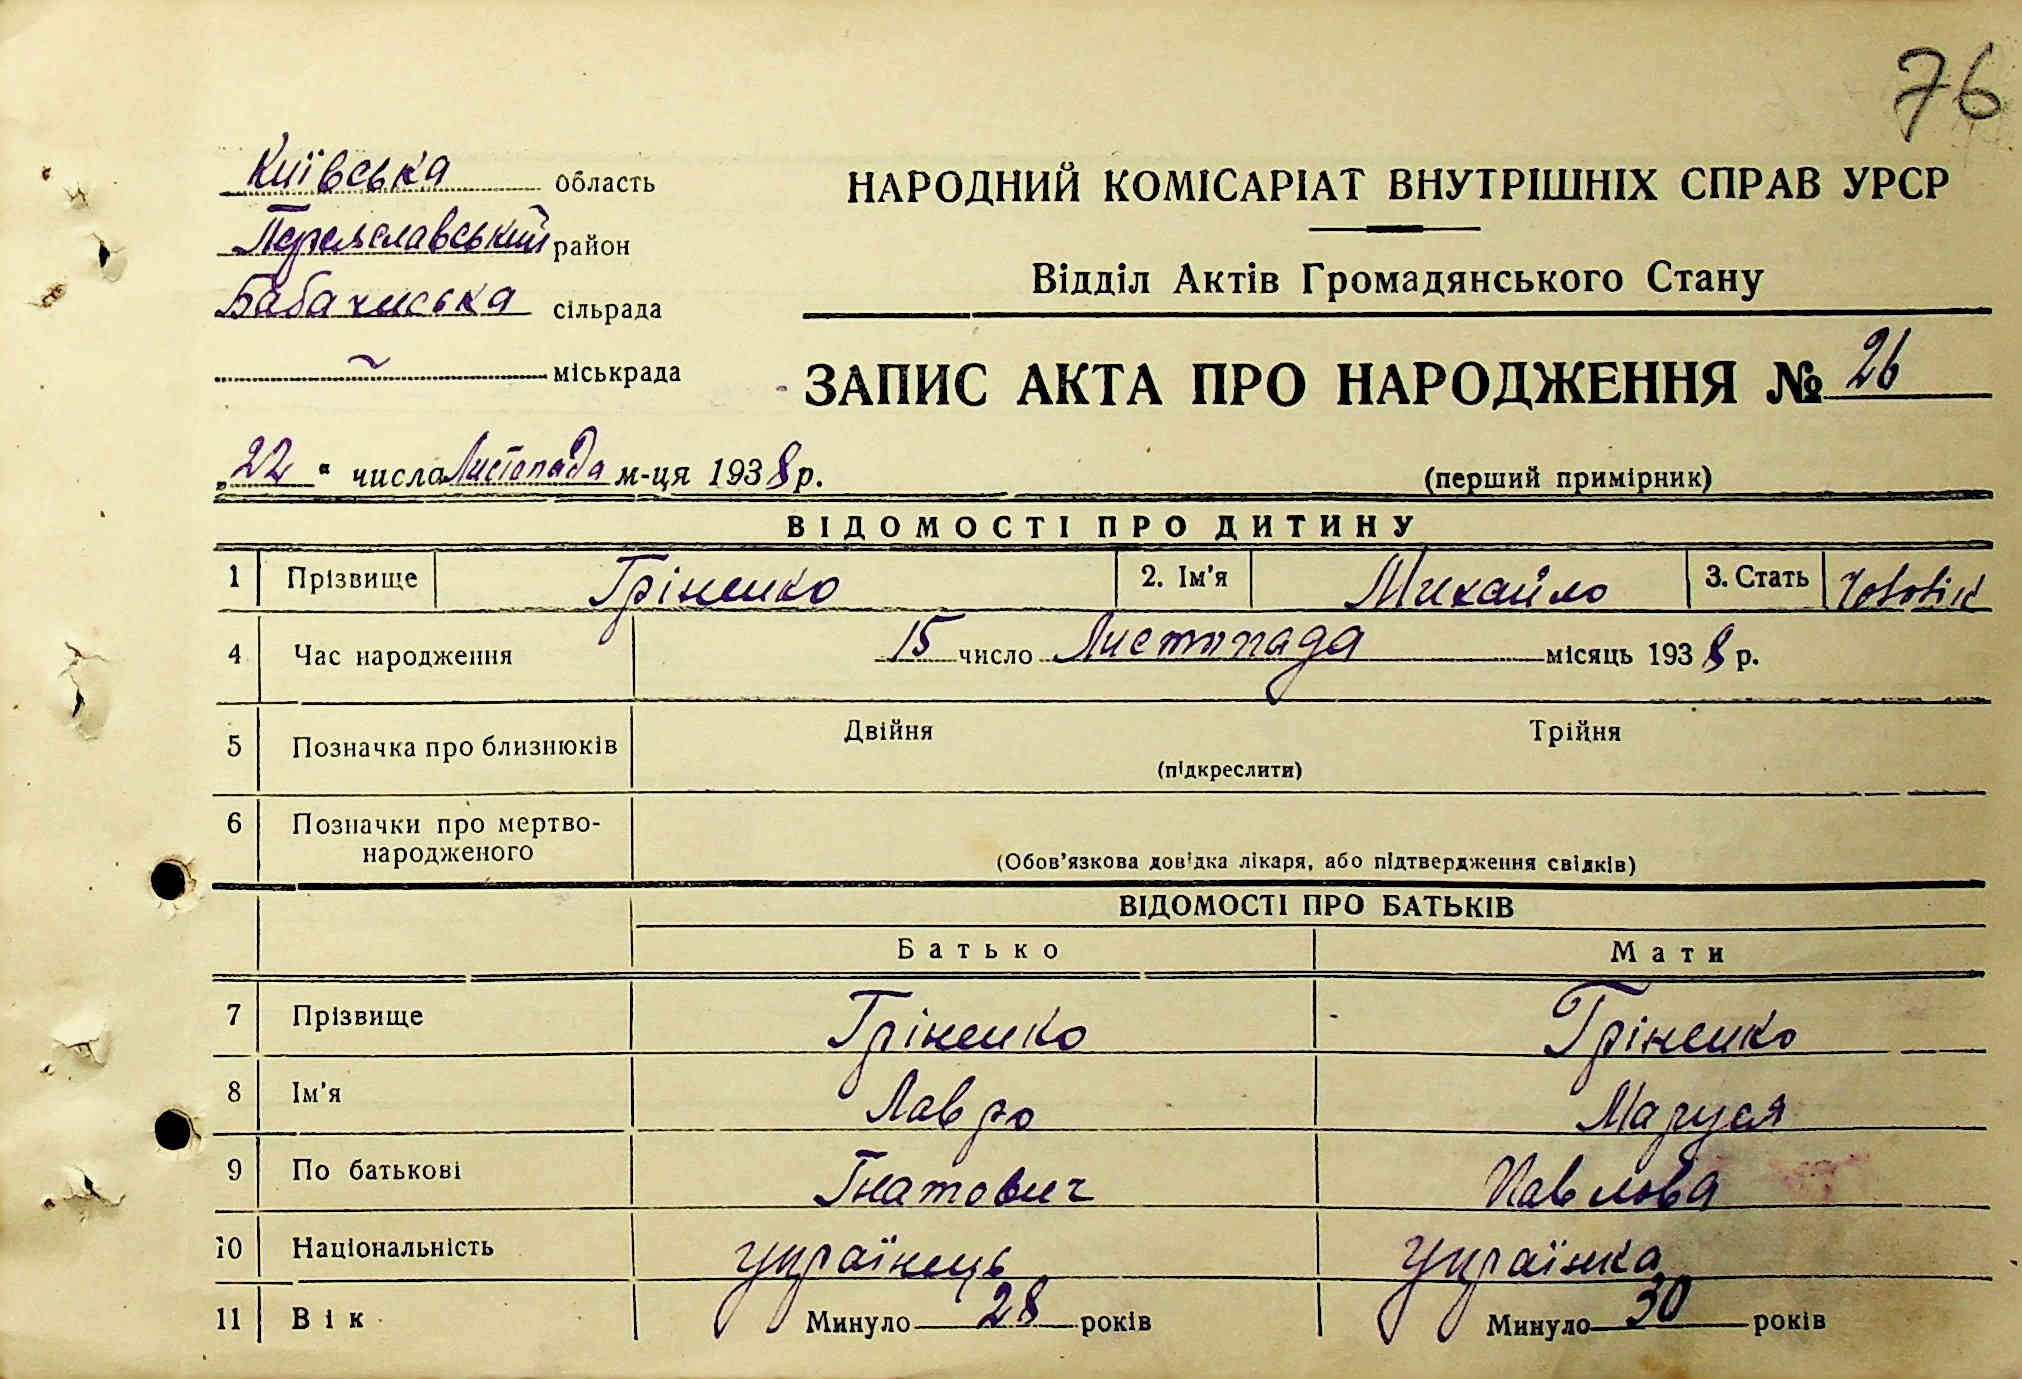 76
Київська область
Переяславський район
Бабачиська сільрада
міськрада
НАРОДНИЙ КОМІСАРІАТ ВНУТРІШНІХ СПРАВ УРСР
Відділ Актів Громадянського Стану
ЗАПИС АКТА ПРО НАРОДЖЕННЯ № 26
„22“ числа Листопада м-ця 1938 р.
(перший примірник)
ВІДОМОСТІ ПРО ДИТИНУ
1 Прізвище Гріненко 2. Ім'я Михайло 3. Стать
4 Час народження 15 число Листопада місяць 1938 р.
5 Позначка про близнюків Двійня Трійня
(підкреслити)
6 Позначки про мертво-
народженого
(Обов'язкова довідка лікаря, або підтвердження свідків)
ВІДОМОСТІ ПРО БАТЬКІВ
Батько Мати
7 Прізвище Гріненко Гріненко
8 Ім'я Лавро Маруся
9 По батькові Гнатович Павлова
10 Національність українець українка
11 Вік Минуло 28 років Минуло 30 років